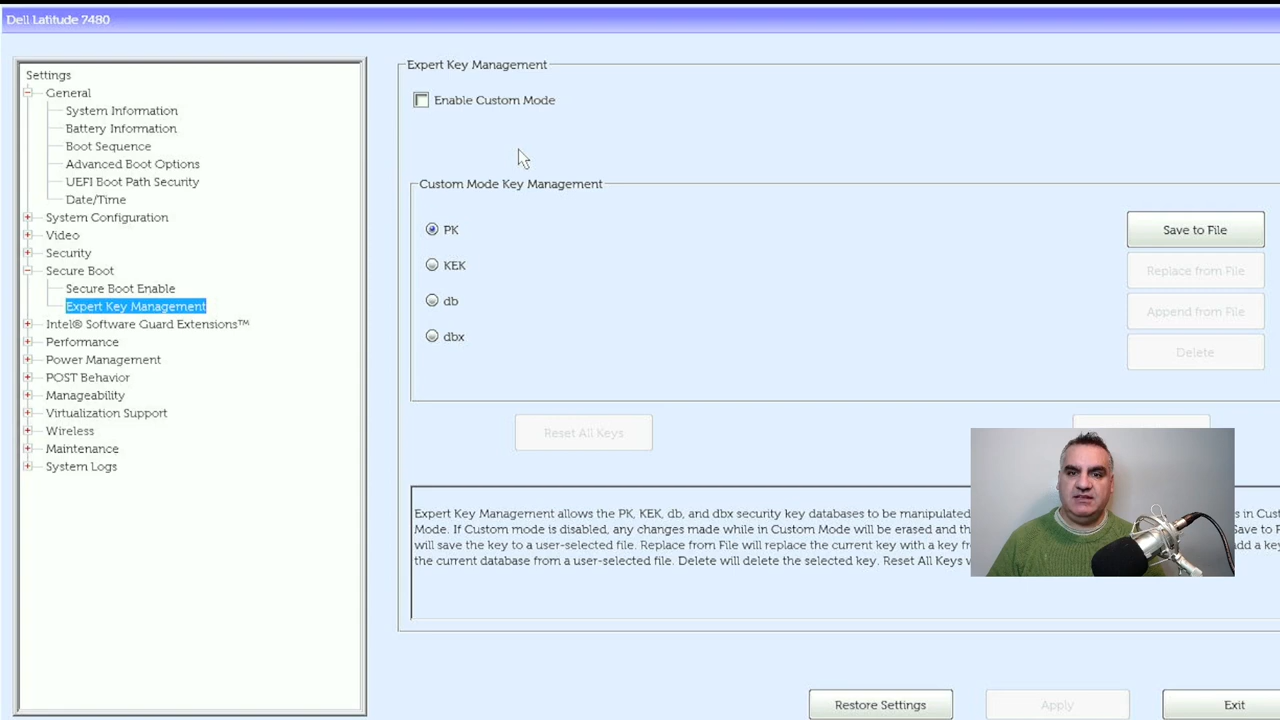 Dell Latitude 7480
Settings
General
System Information
Battery Information
Boot Sequence
Advanced Boot Options
UEFI Boot Path Security
Date/Time
System Configuration
Video
Security
Secure Boot
Secure Boot Enable
Expert Key Management
Intel® Software Guard Extensions™
Performance
Power Management
POST Behavior
Manageability
Virtualization Support
Wireless
Maintenance
System Logs
Expert Key Management
Enable Custom Mode
Custom Mode Key Management
PK
KEK
db
dbx
Save to File
Replace from File
Append from File
Delete
Reset All Keys
Expert Key Management allows the PK, KEK, db, and dbx security key databases to be manipulated s in Cust
Mode. If Custom mode is disabled, any changes made while in Custom Mode will be erased and th Save to F
will save the key to a user-selected file. Replace from File will replace the current key with a key fr add a key
the current database from a user-selected file. Delete will delete the selected key. Reset All Keys
Restore Settings
Apply
Exit